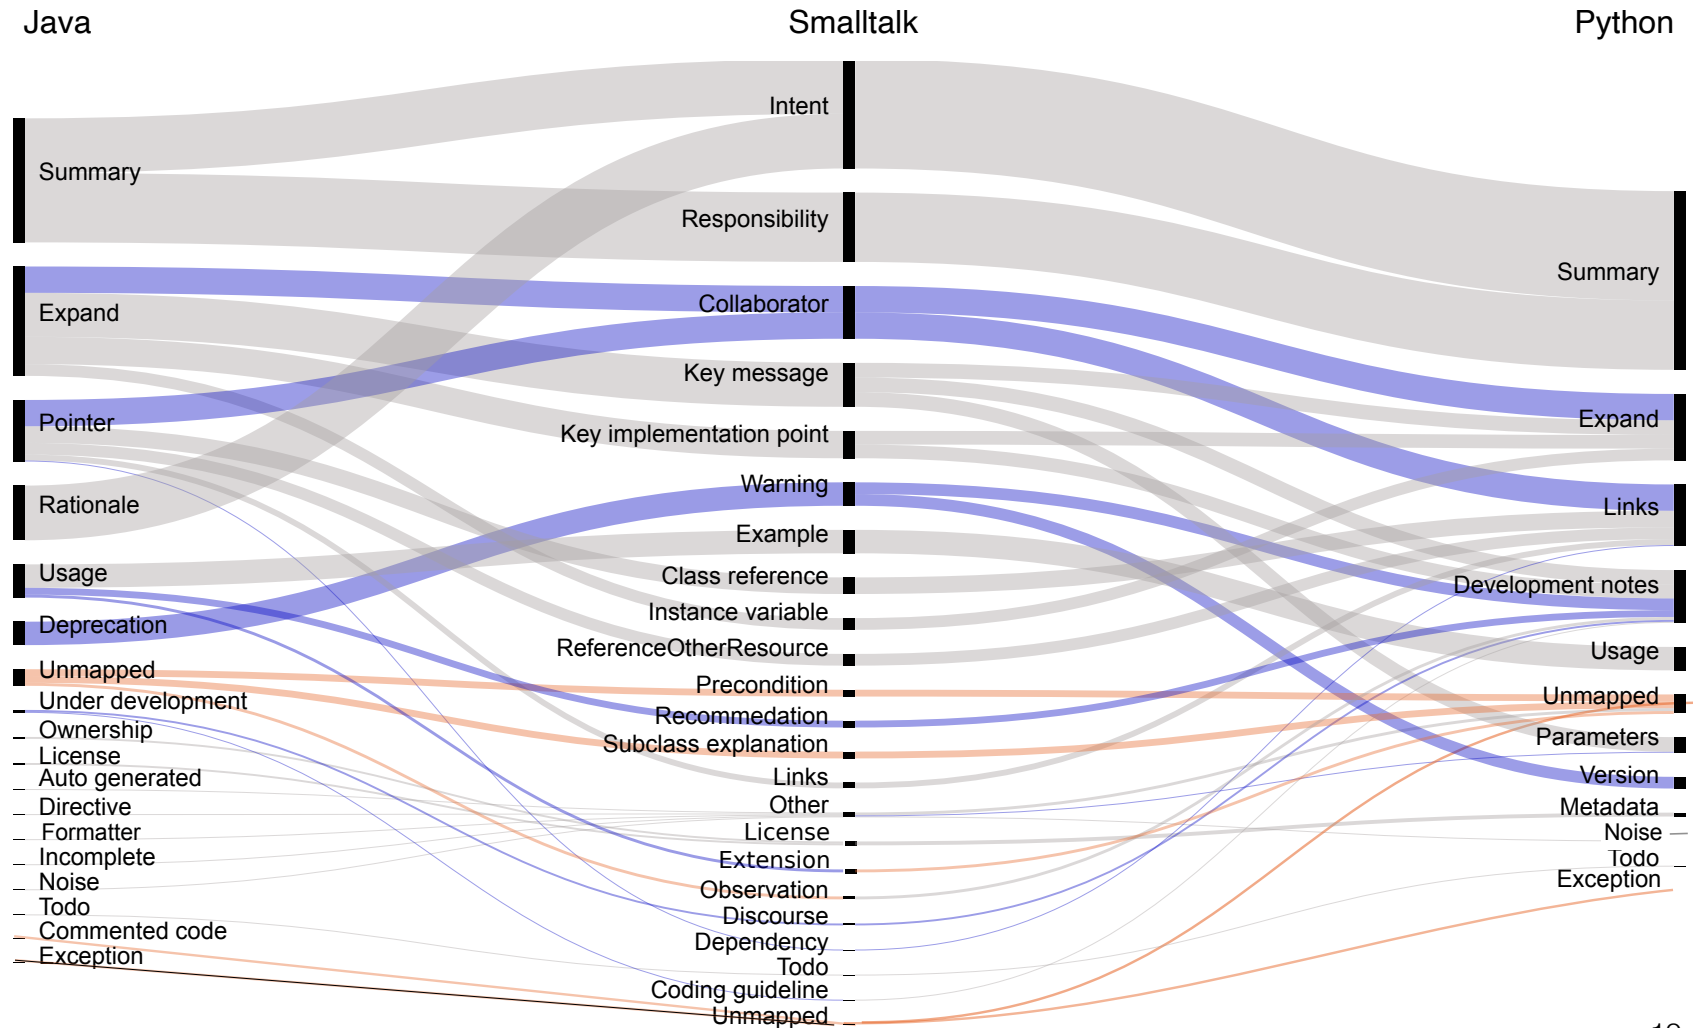 Java
Smalltalk
Python
Summary
Expand
Pointer
Rationale
Usage
Deprecation
Unmapped
Under development
Ownership
License
Auto generated
Directive
Formatter
Incomplete
Noise
Todo
Commented code
Exception
Intent
Responsibility
Collaborator
Key message
Key implementation point
Warning
Example
Class reference
Instance variable
ReferenceOtherResource
Precondition
Recommedation
Subclass explanation
Links
Other
License
Extension
Observation
Discourse
Dependency
Todo
Coding guideline
Unmapped
Summary
Expand
Links
Development notes
Usage
Unmapped
Parameters
Version
Metadata
Noise
Todo
Exception